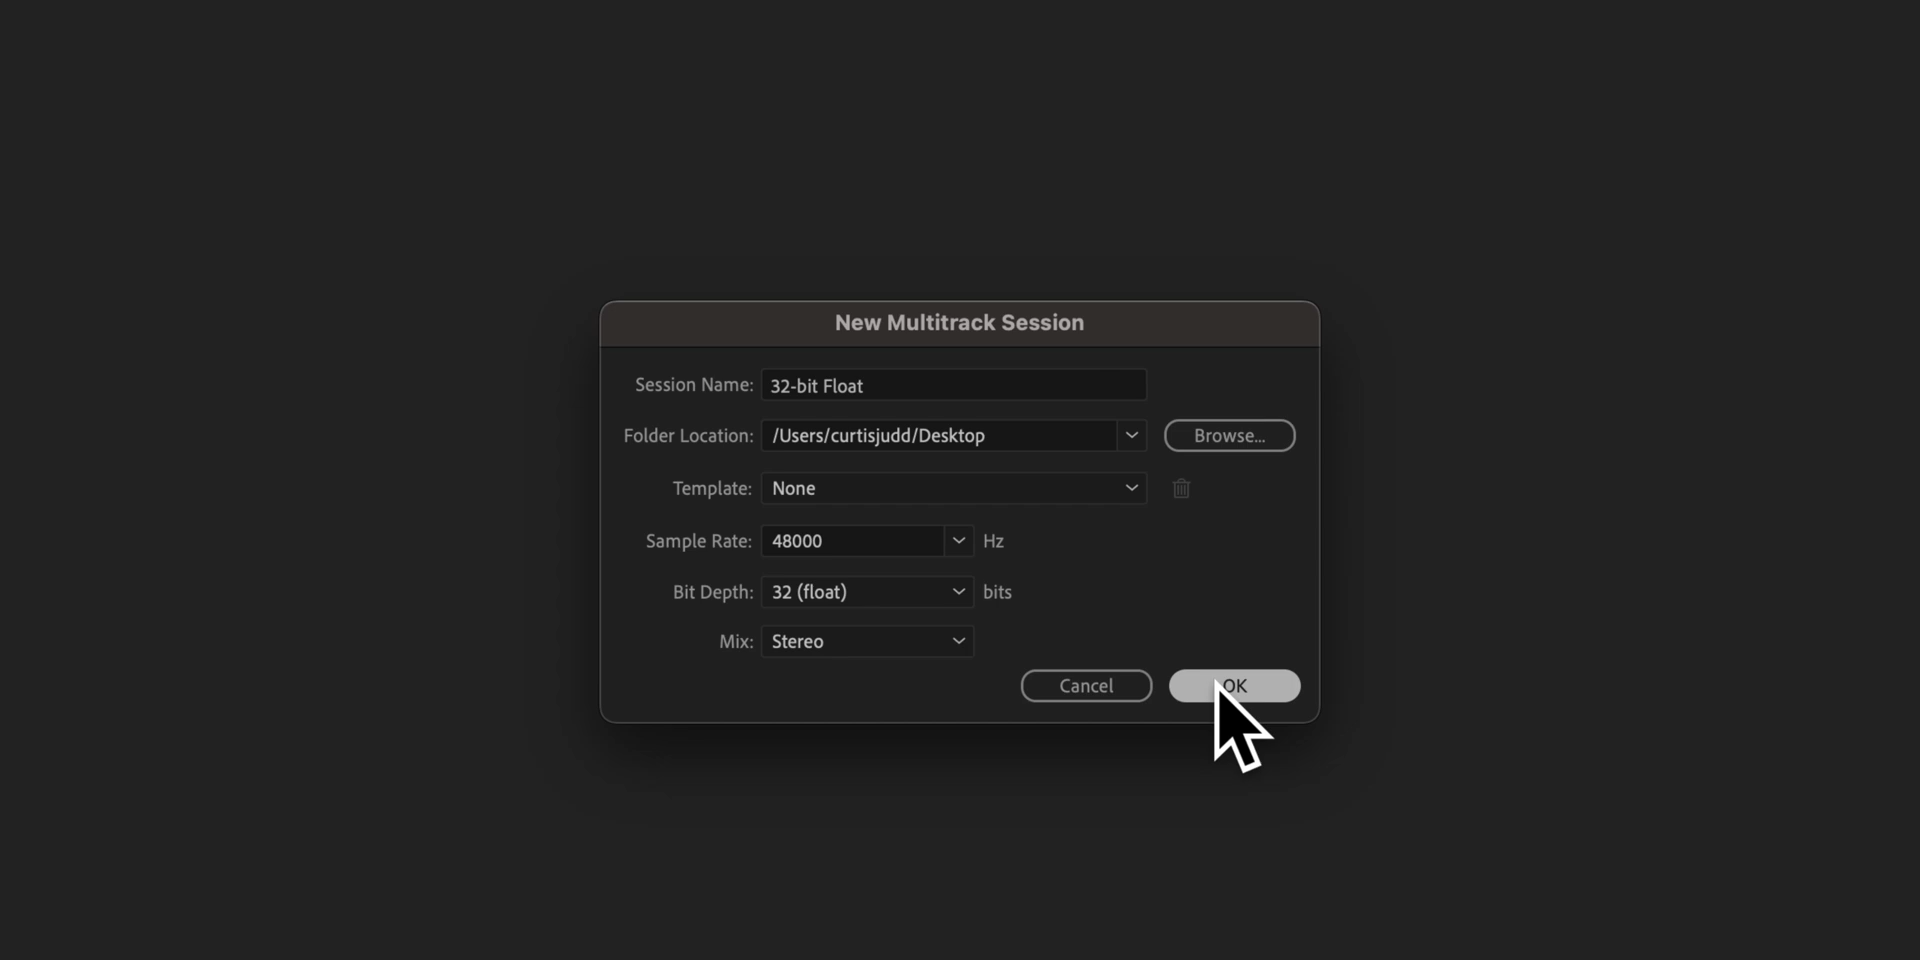 New Multitrack Session
Session Name: 32-bit Float
Folder Location: /Users/curtisjudd/Desktop Browse...
Template: None
Sample Rate: 48000 Hz
Bit Depth: 32 (float) bits
Mix: Stereo
Cancel OK